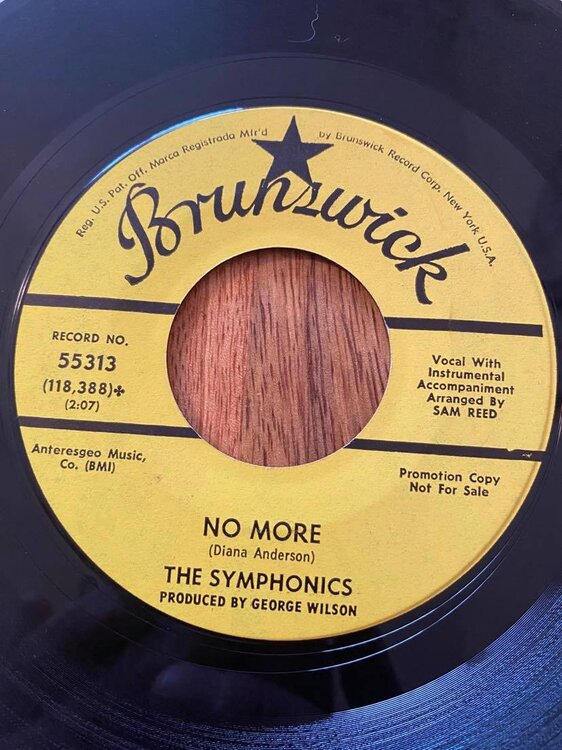 Reg. U.S. Pat. Off. Marca Registrada Mfr'd by Brunswick Record Corp. New York U.S.A.
Brunswick
RECORD NO.
55313
(118,388)✤
(2:07)
Vocal With
Instrumental
Accompaniment
Arranged By
SAM REED
Anteresgeo Music,
Co. (BMI)
Promotion Copy
Not For Sale
NO MORE
(Diana Anderson)
THE SYMPHONICS
PRODUCED BY GEORGE WILSON